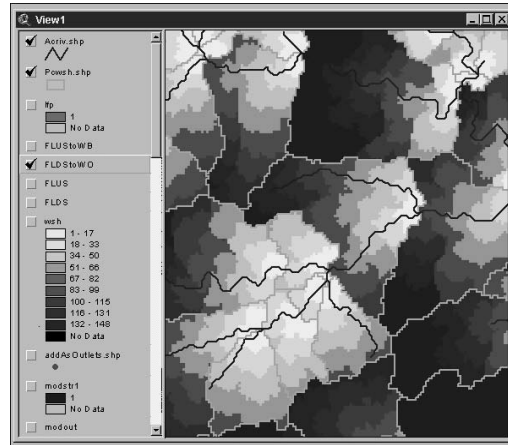 View1
Acriv.shp
Powsh.shp
lfp
1
No Data
FLUStoWB
FLDStoWO
FLUS
FLDS
wsh
1 - 17
18 - 33
34 - 50
51 - 66
67 - 82
83 - 99
100 - 115
116 - 131
132 - 148
No Data
addAsOutlets.shp
modstr1
1
No Data
modout